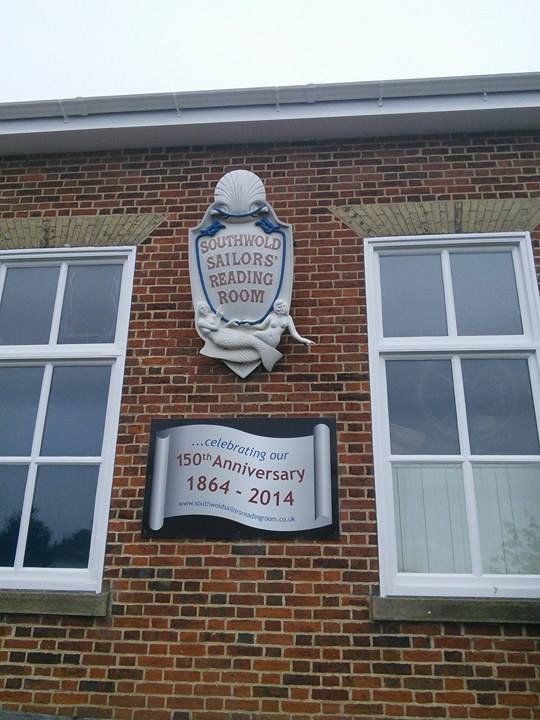 SOUTHWOLD
SAILORS'
READING
ROOM
...celebrating our
150th Anniversary
1864 - 2014
www.southwoldsailorsreadingroom.co.uk